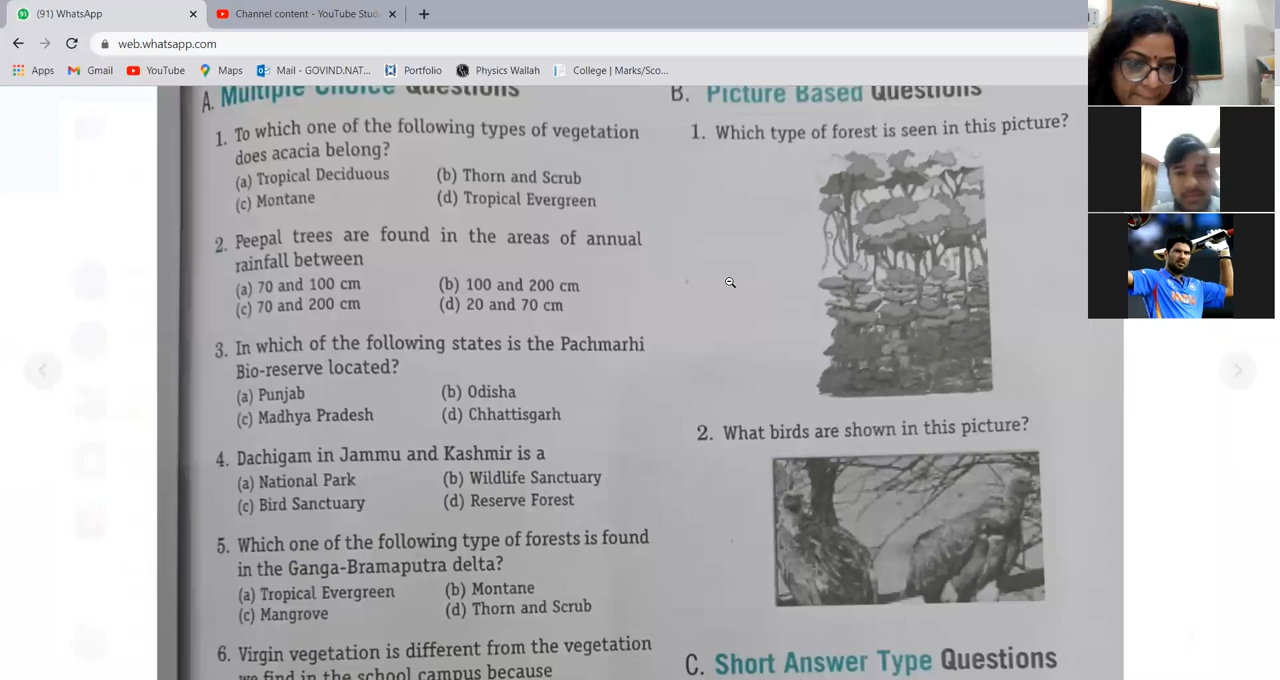 (91) WhatsApp
Channel content - YouTube Stud
web.whatsapp.com
Apps
Gmail
YouTube
Maps
Mail - GOVIND.NAT...
Portfolio
Physics Wallah
College | Marks/Sco...
A. Multiple Choice Questions
1. To which one of the following types of vegetation
does acacia belong?
(a) Tropical Deciduous (b) Thorn and Scrub
(c) Montane (d) Tropical Evergreen
2. Peepal trees are found in the areas of annual
rainfall between
(a) 70 and 100 cm (b) 100 and 200 cm
(c) 70 and 200 cm (d) 20 and 70 cm
3. In which of the following states is the Pachmarhi
Bio-reserve located?
(a) Punjab (b) Odisha
(c) Madhya Pradesh (d) Chhattisgarh
4. Dachigam in Jammu and Kashmir is a
(a) National Park (b) Wildlife Sanctuary
(c) Bird Sanctuary (d) Reserve Forest
5. Which one of the following type of forests is found
in the Ganga-Bramaputra delta?
(a) Tropical Evergreen (b) Montane
(c) Mangrove (d) Thorn and Scrub
6. Virgin vegetation is different from the vegetation
we find in the school campus because
B. Picture Based Questions
1. Which type of forest is seen in this picture?
2. What birds are shown in this picture?
C. Short Answer Type Questions